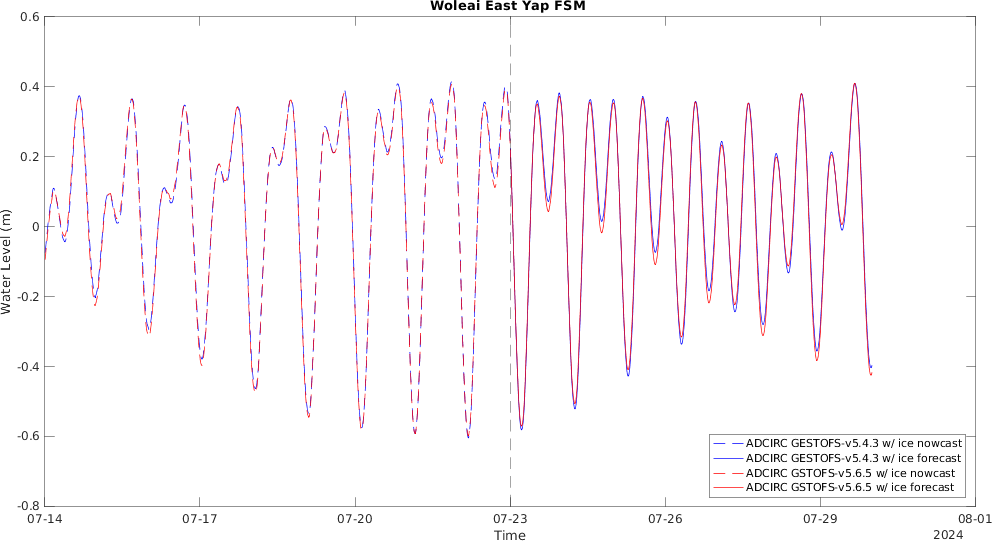 Woleai East Yap FSM
0.6
0.4
0.2
0
-0.2
-0.4
-0.6
-0.8
Water Level (m)
ADCIRC GESTOFS-v5.4.3 w/ ice nowcast
ADCIRC GESTOFS-v5.4.3 w/ ice forecast
ADCIRC GSTOFS-v5.6.5 w/ ice nowcast
ADCIRC GSTOFS-v5.6.5 w/ ice forecast
07-14 07-17 07-20 07-23 07-26 07-29 08-01
Time
2024